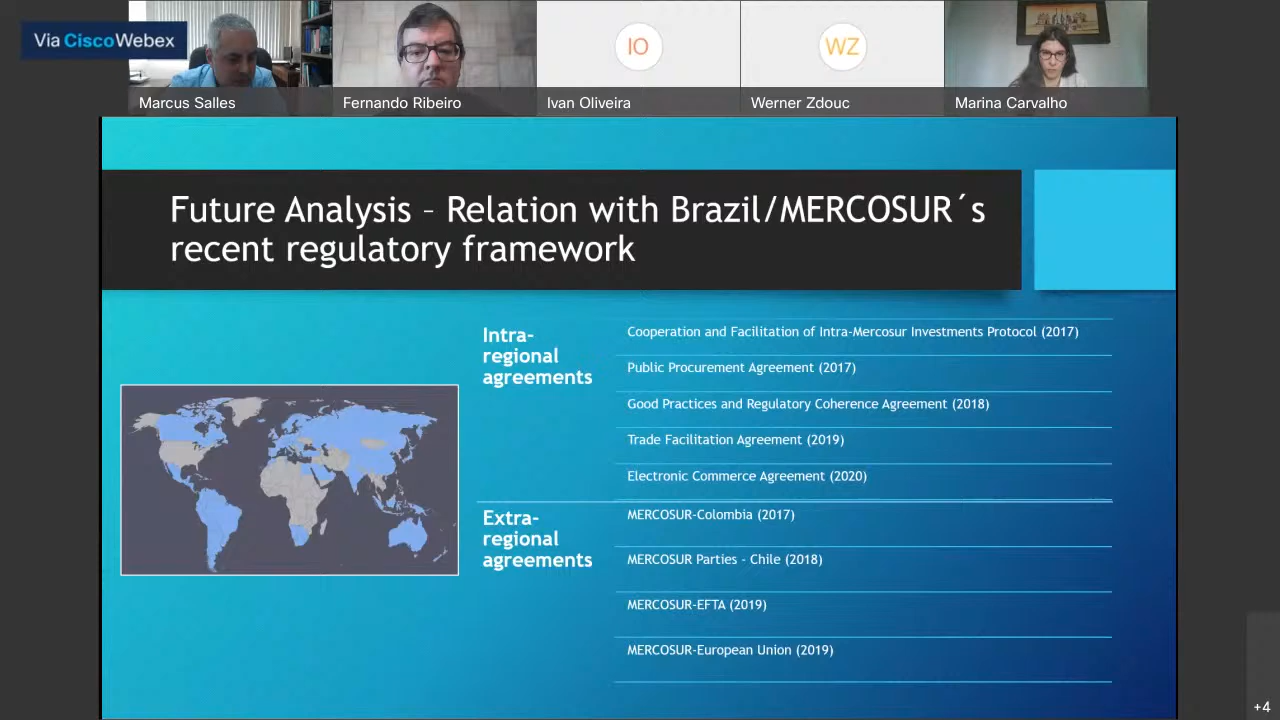 Via Cisco Webex
IO
WZ
Marcus Salles
Fernando Ribeiro
Ivan Oliveira
Werner Zdouc
Marina Carvalho
Future Analysis – Relation with Brazil/MERCOSUR´s
recent regulatory framework
Intra-
regional
agreements
Cooperation and Facilitation of Intra-Mercosur Investments Protocol (2017)
Public Procurement Agreement (2017)
Good Practices and Regulatory Coherence Agreement (2018)
Trade Facilitation Agreement (2019)
Electronic Commerce Agreement (2020)
Extra-
regional
agreements
MERCOSUR-Colombia (2017)
MERCOSUR Parties - Chile (2018)
MERCOSUR-EFTA (2019)
MERCOSUR-European Union (2019)
+4